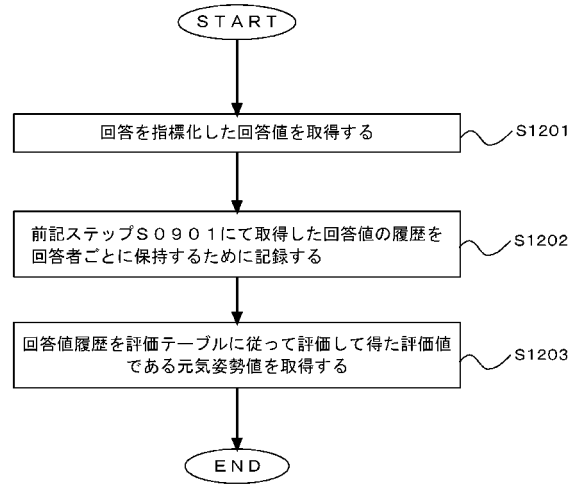 ＳＴＡＲＴ
回答を指標化した回答値を取得する
S1201
前記ステップＳ０９０１にて取得した回答値の履歴を
回答者ごとに保持するために記録する
S1202
回答値履歴を評価テーブルに従って評価して得た評価値
である元気姿勢値を取得する
S1203
ＥＮＤ